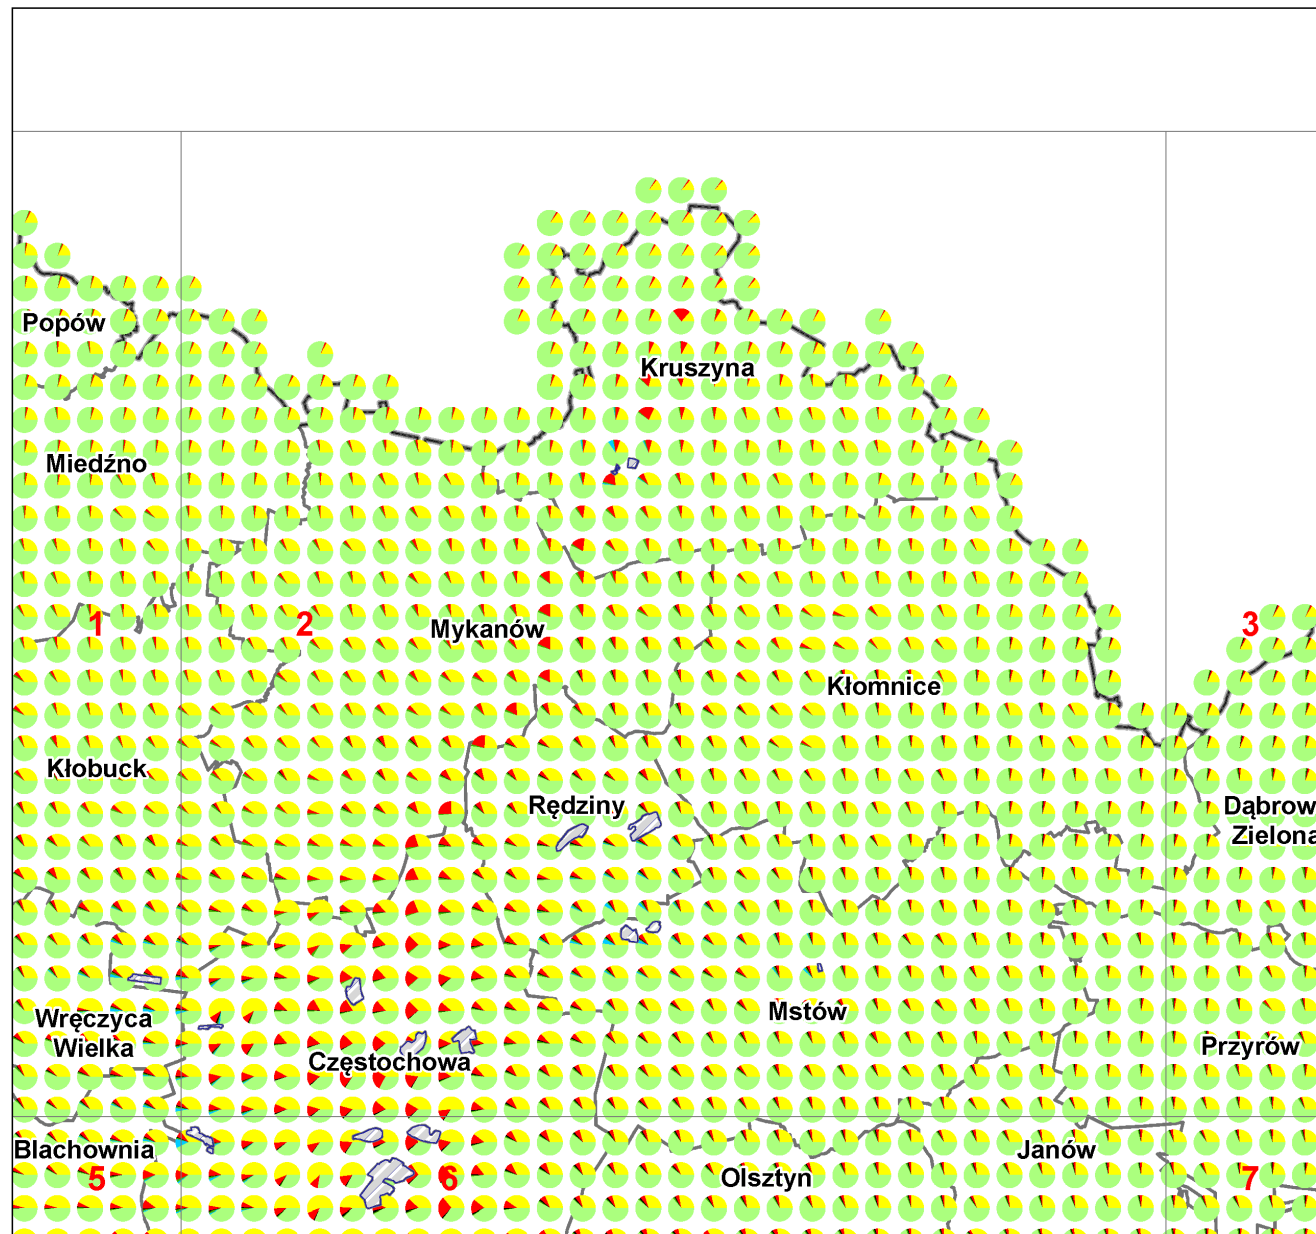 Popów
Kruszyna
Miedźno
1
2
Mykanów
3
Kłomnice
Kłobuck
Rędziny
Dąbrow
Zielona
Wręczyca
Wielka
Mstów
Częstochowa
Przyrów
Blachownia
Janów
5
6
Olsztyn
7